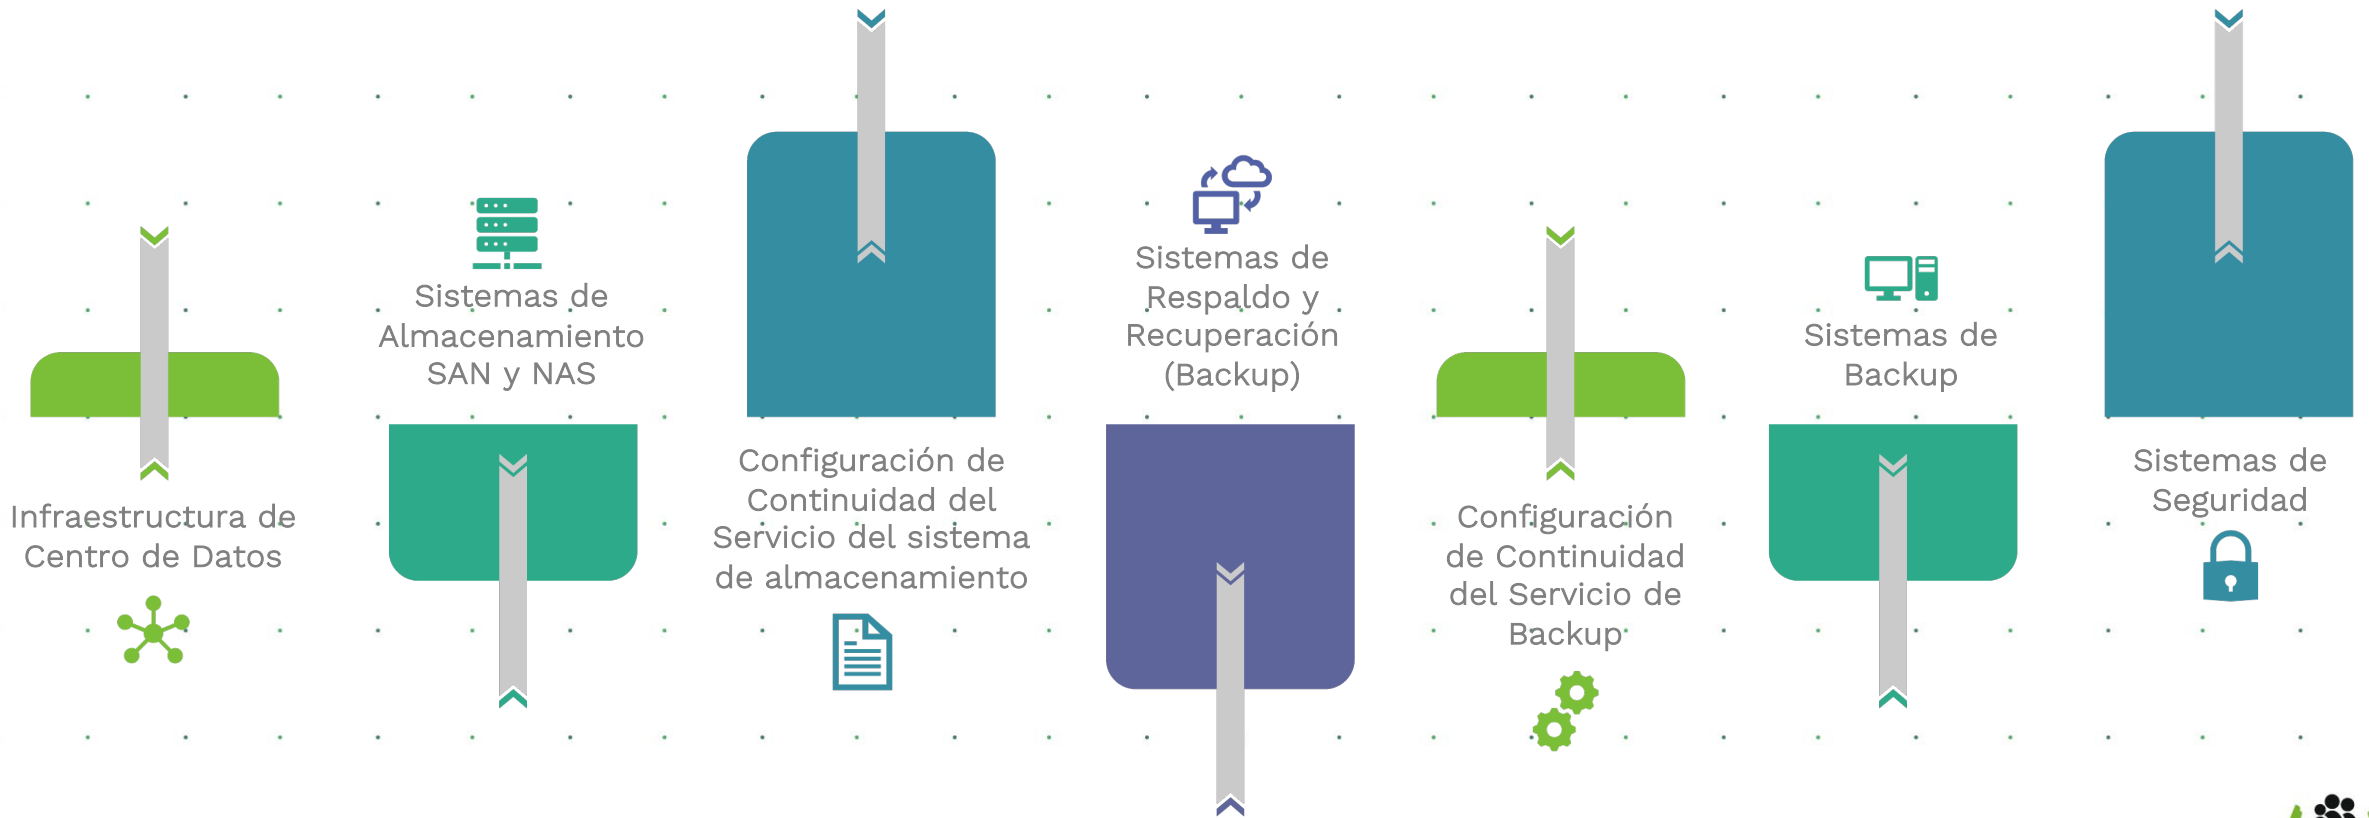 Infraestructura de
Centro de Datos
Sistemas de
Almacenamiento
SAN y NAS
Configuración de
Continuidad del
Servicio del sistema
de almacenamiento
Sistemas de
Respaldo y
Recuperación
(Backup)
Configuración
de Continuidad
del Servicio de
Backup
Sistemas de
Backup
Sistemas de
Seguridad